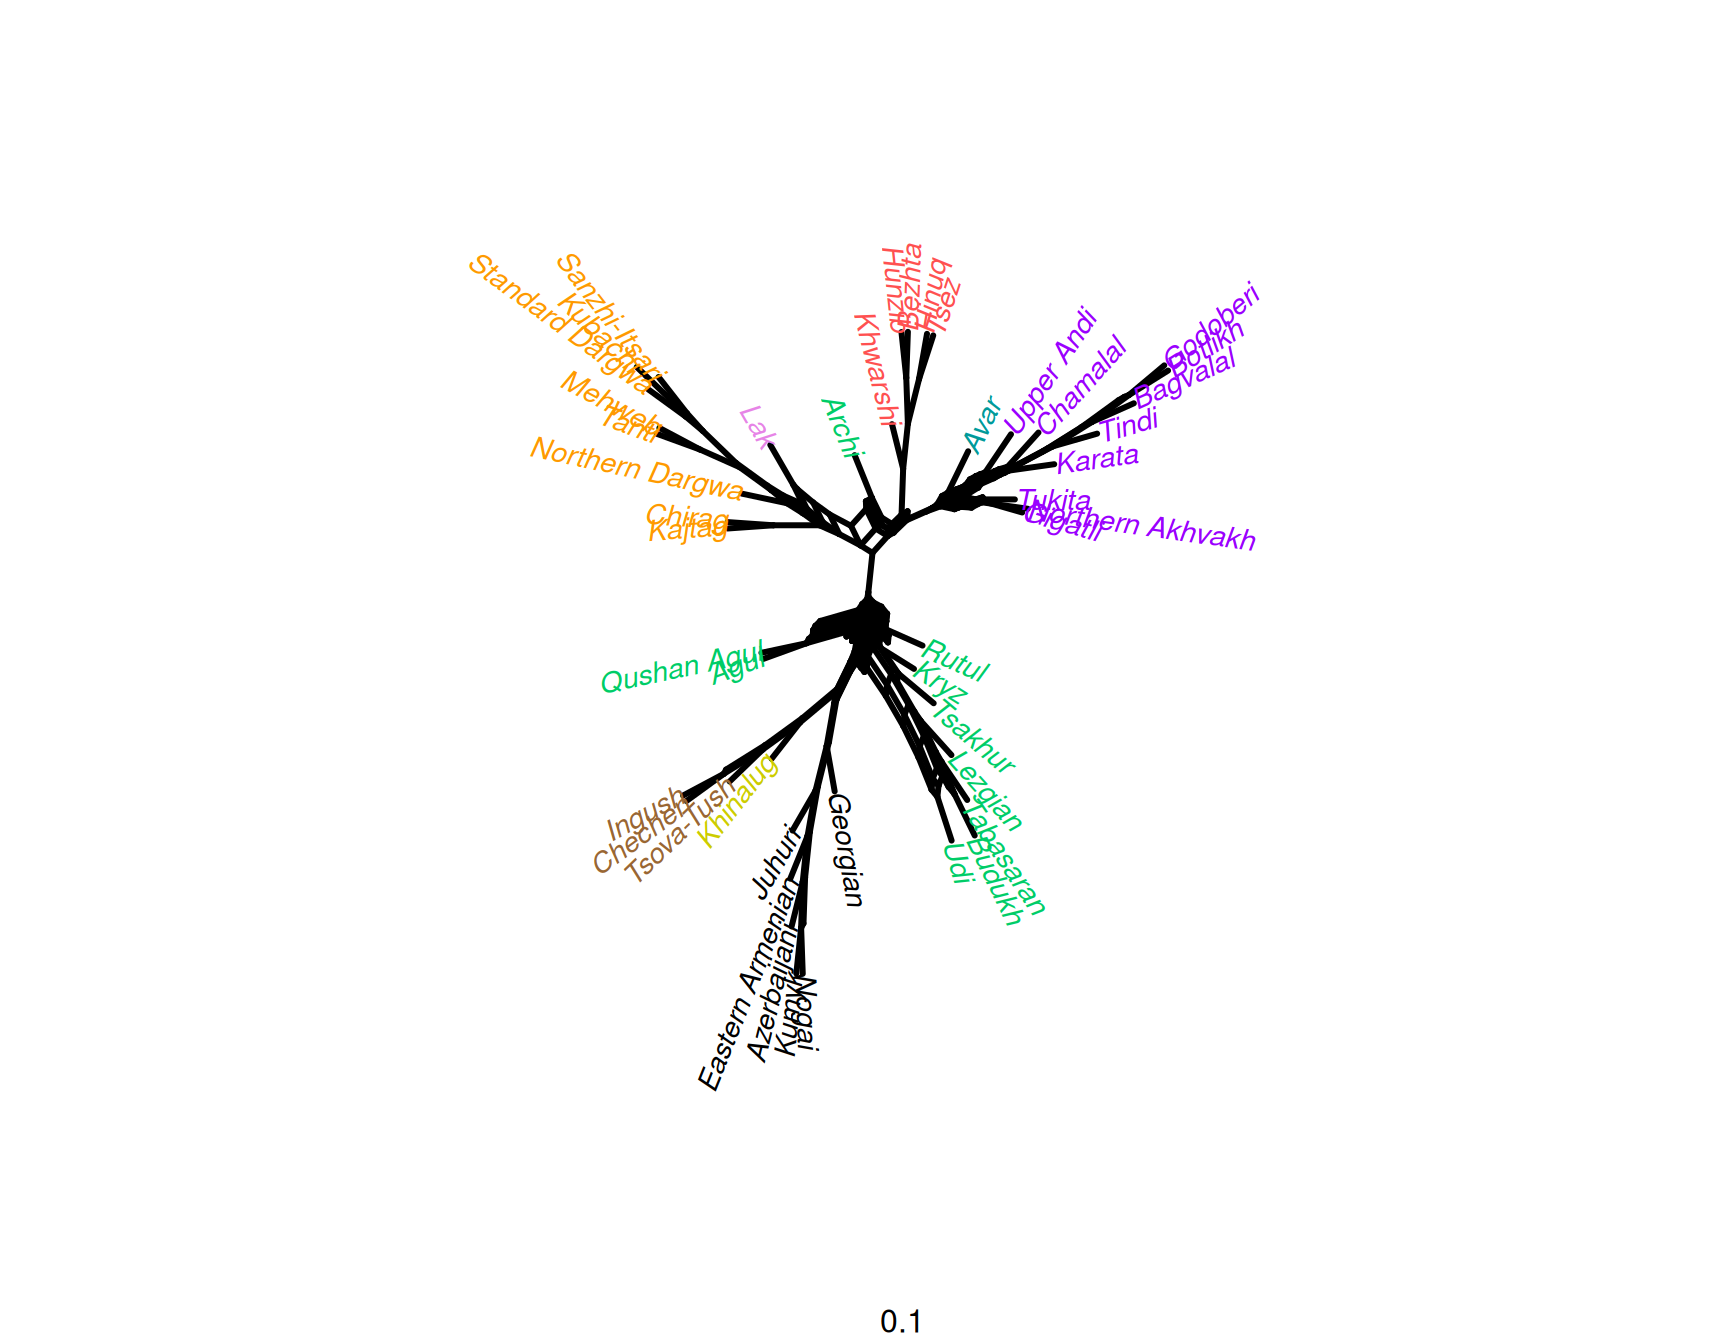 Standard Dargwa
Sanzhi-Itsari
Kubachi
Mehweb
Tanti
Northern Dargwa
Chirag
Kajtag
Lak
Archi
Khwarshi
Hunzib
Bezhta
Hinuq
Tsez
Avar
Upper Andi
Chamalal
Godoberi
Botlikh
Bagvalal
Tindi
Karata
Tukita
Northern Akhvakh
Gigatli
Qushan Agul
Agul
Rutul
Kryz
Tsakhur
Lezgian
Tabasaran
Budukh
Udi
Ingush
Chechen
Tsova-Tush
Khinalug
Juhuri
Georgian
Eastern Armenian
Azerbaijani
Kumyk
Nogai
0.1